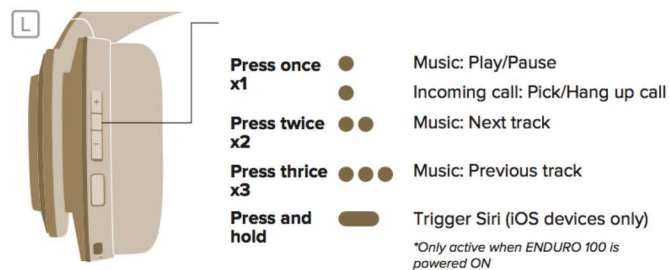 L
Press once
x1
Music: Play/Pause
Incoming call: Pick/Hang up call
Press twice
x2
Music: Next track
Press thrice
x3
Music: Previous track
Press and
hold
Trigger Siri (iOS devices only)
*Only active when ENDURO 100 is
powered ON
+
−